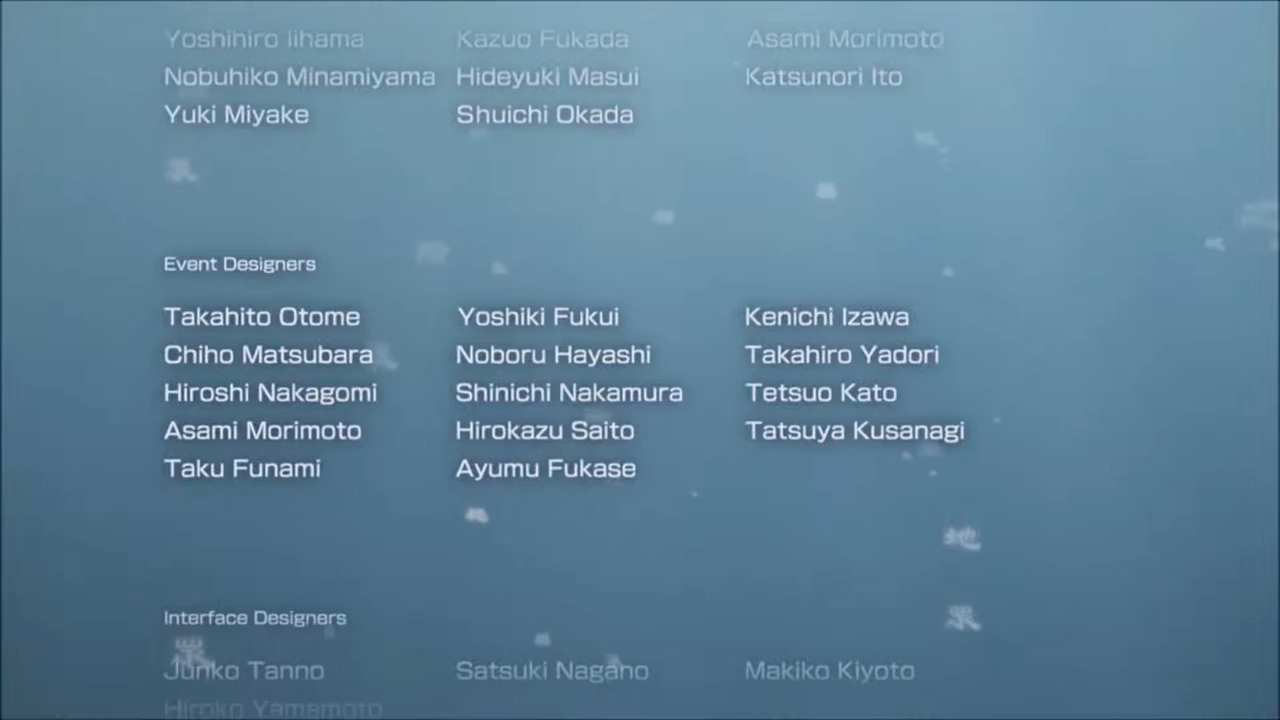 Yoshihiro Iihama Kazuo Fukada Asami Morimoto
Nobuhiko Minamiyama Hideyuki Masui Katsunori Ito
Yuki Miyake Shuichi Okada
Event Designers
Takahito Otome Yoshiki Fukui Kenichi Izawa
Chiho Matsubara Noboru Hayashi Takahiro Yadori
Hiroshi Nakagomi Shinichi Nakamura Tetsuo Kato
Asami Morimoto Hirokazu Saito Tatsuya Kusanagi
Taku Funami Ayumu Fukase
地
Interface Designers
Junko Tanno Satsuki Nagano Makiko Kiyoto
Hiroko Yamamoto